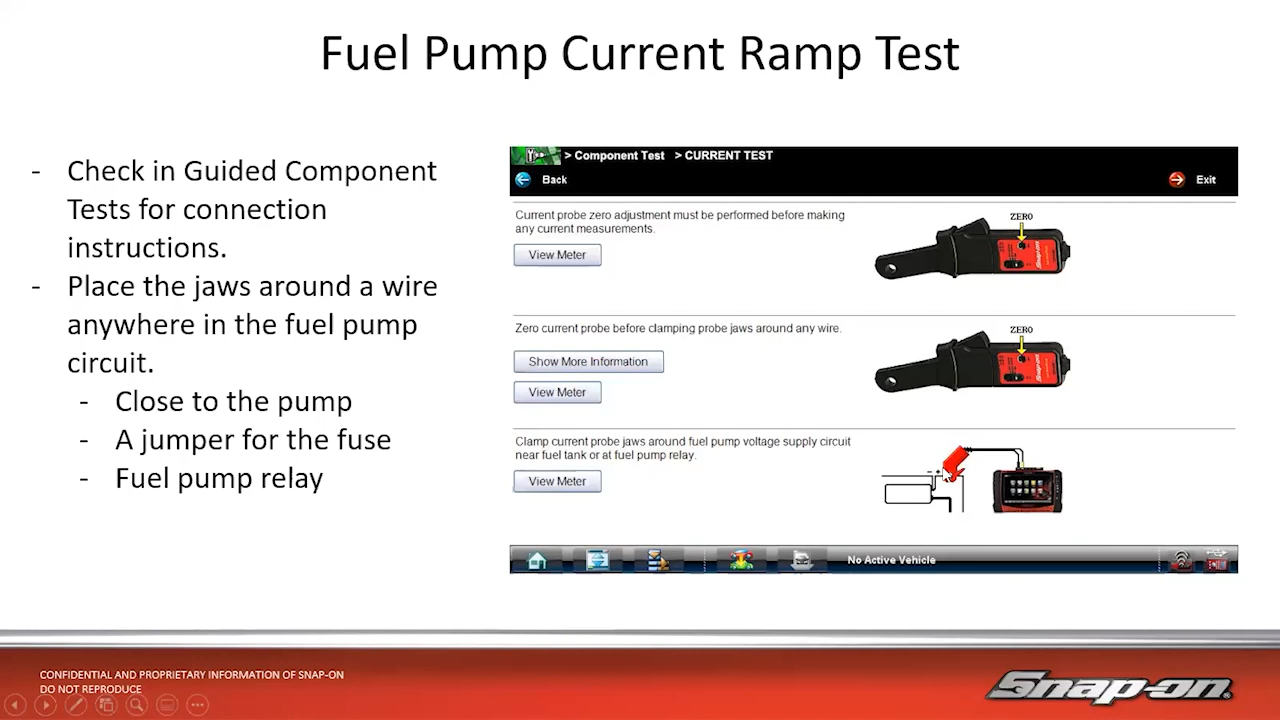 Fuel Pump Current Ramp Test
- Check in Guided Component
Tests for connection
instructions.
- Place the jaws around a wire
anywhere in the fuel pump
circuit.
- Close to the pump
- A jumper for the fuse
- Fuel pump relay
> Component Test > CURRENT TEST
Back
Exit
Current probe zero adjustment must be performed before making
any current measurements.
View Meter
ZERO
Zero current probe before clamping probe jaws around any wire.
Show More Information
View Meter
ZERO
Clamp current probe jaws around fuel pump voltage supply circuit
near fuel tank or at fuel pump relay.
View Meter
No Active Vehicle
CONFIDENTIAL AND PROPRIETARY INFORMATION OF SNAP-ON
DO NOT REPRODUCE
Snap-on